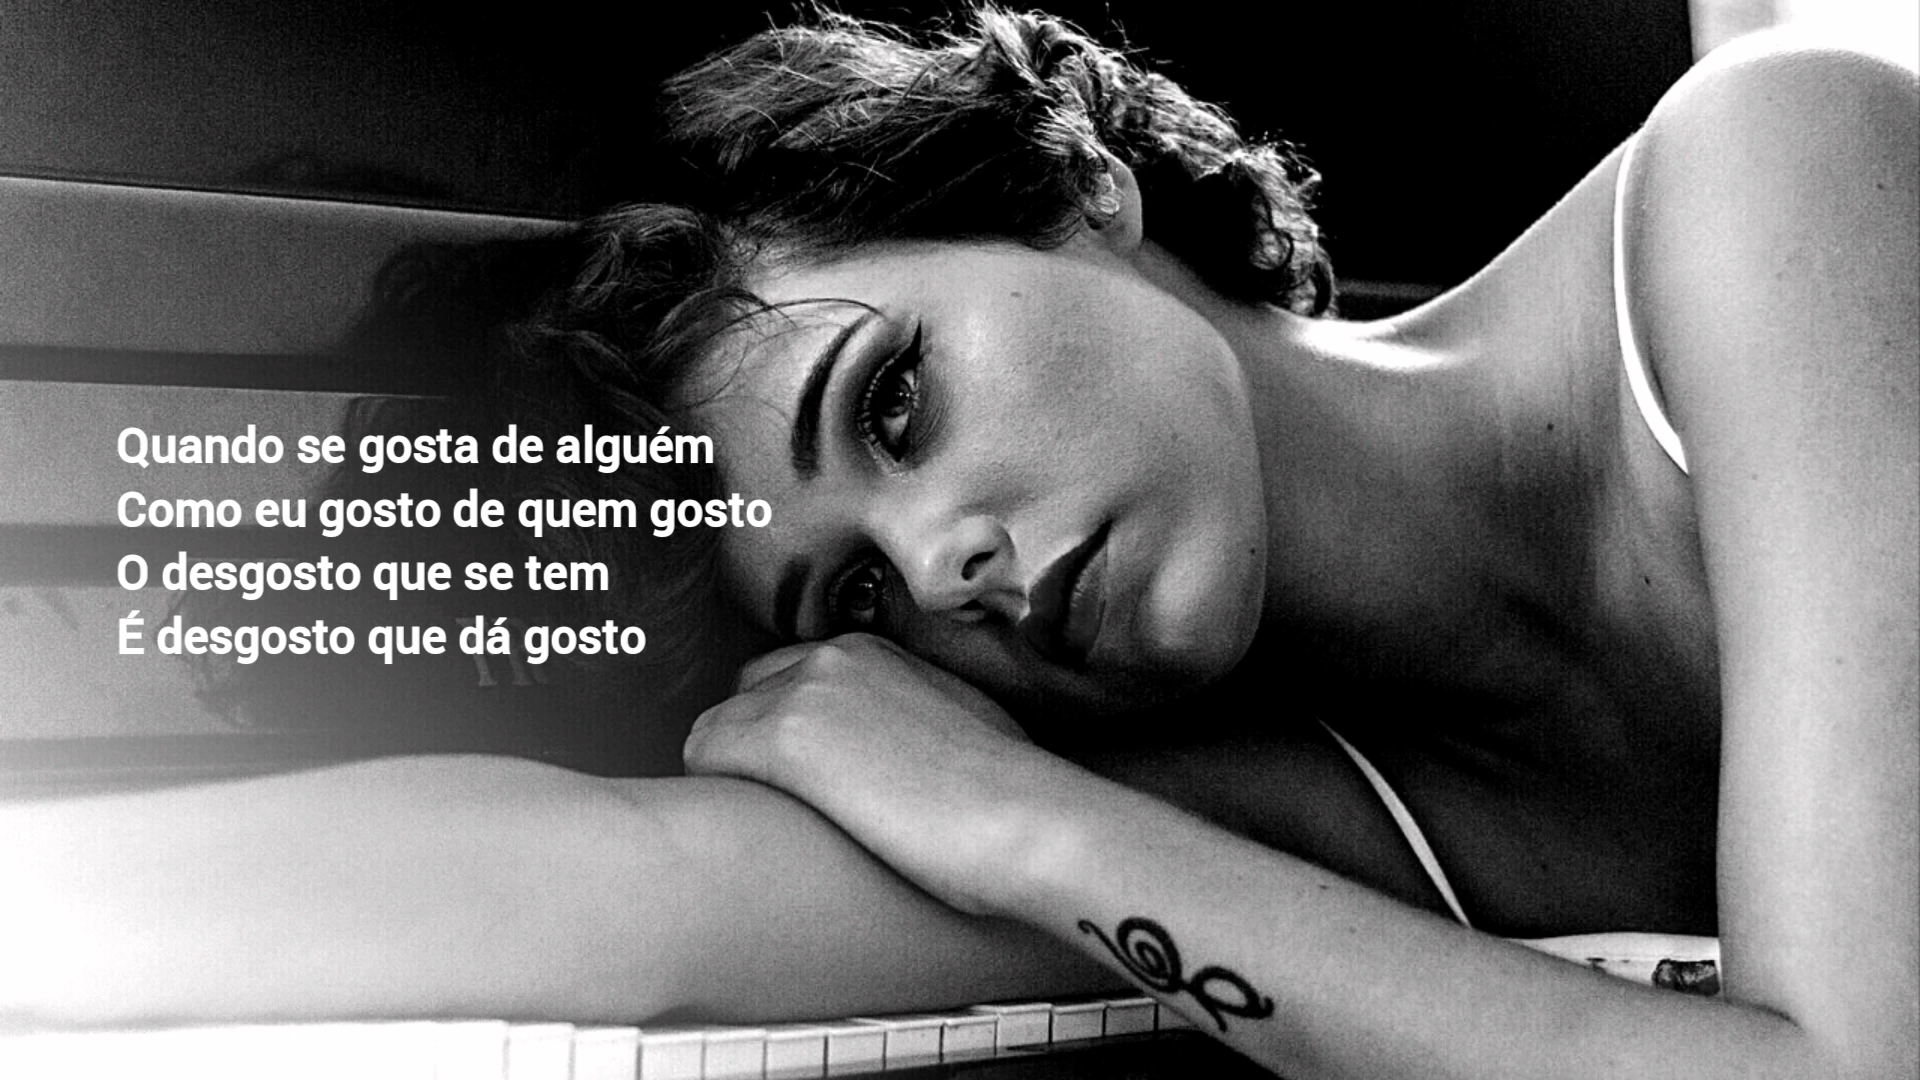 Quando se gosta de alguém
Como eu gosto de quem gosto
O desgosto que se tem
É desgosto que dá gosto